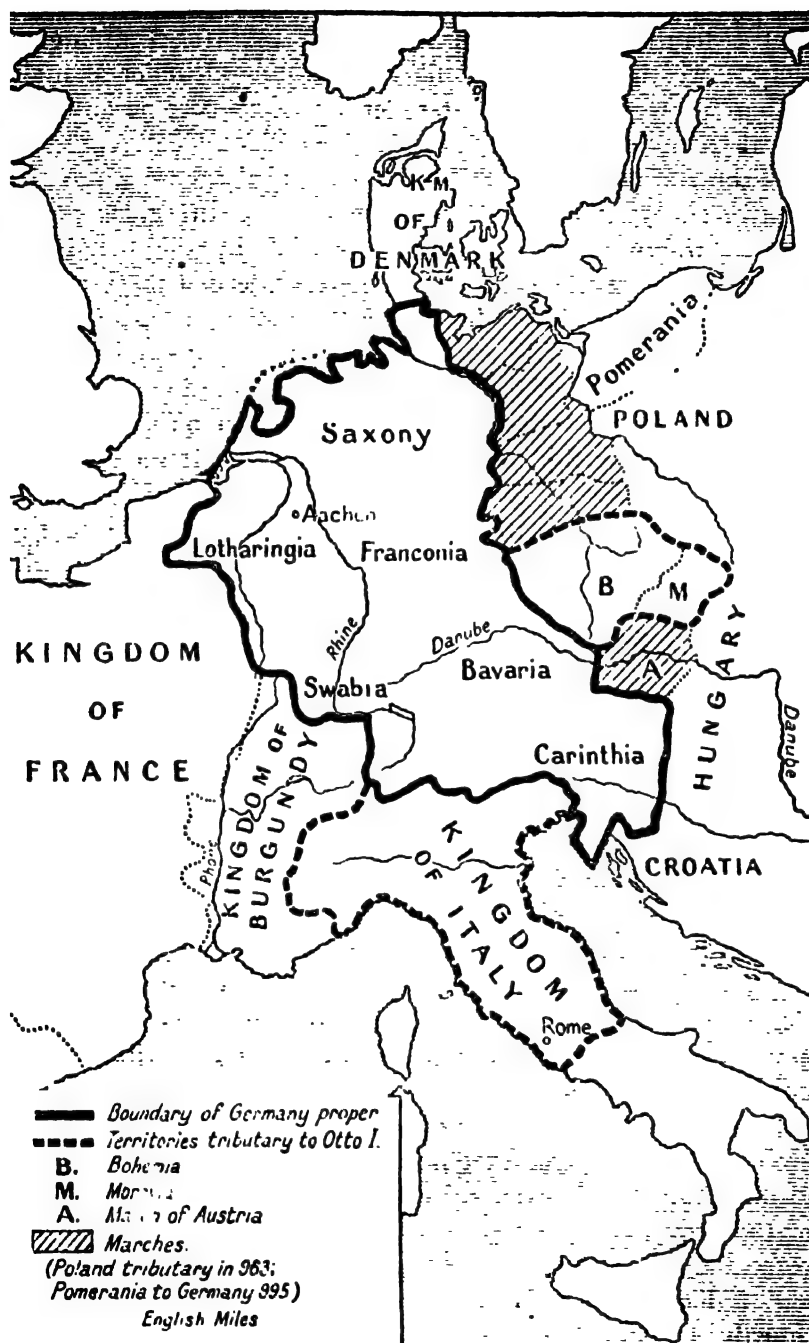 KM
OF
DENMARK
Pomerania
POLAND
Saxony
Lotharingia
Franconia
B
M
Rhine
Danube
KINGDOM
OF
FRANCE
Swabia
Bavaria
A
HUNGARY
Danube
KINGDOM OF
BURGUNDY
Carinthia
KINGDOM
OF ITALY
CROATIA
Rome
Boundary of Germany proper
Territories tributary to Otto I.
B. Bohemia
M.
A. of Austria
Marches.
(Poland tributary in 963;
Pomerania to Germany 995)
English Miles